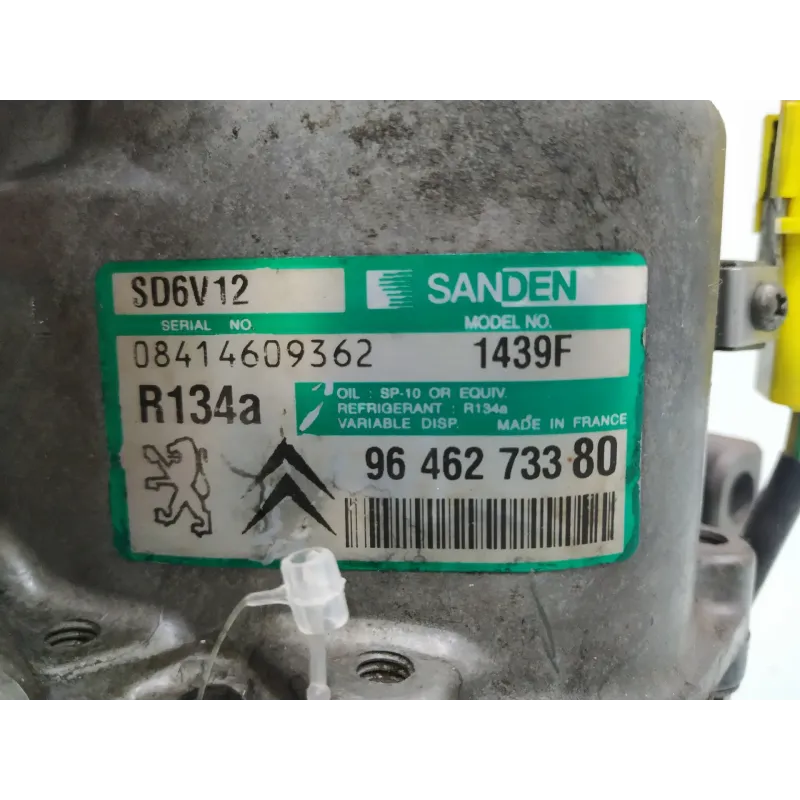 SD6V12 SANDEN
SERIAL NO. MODEL NO.
08414609362 1439F
R134a
OIL : SP-10 OR EQUIV.
REFRIGERANT : R134a
VARIABLE DISP. MADE IN FRANCE
96 462 733 80